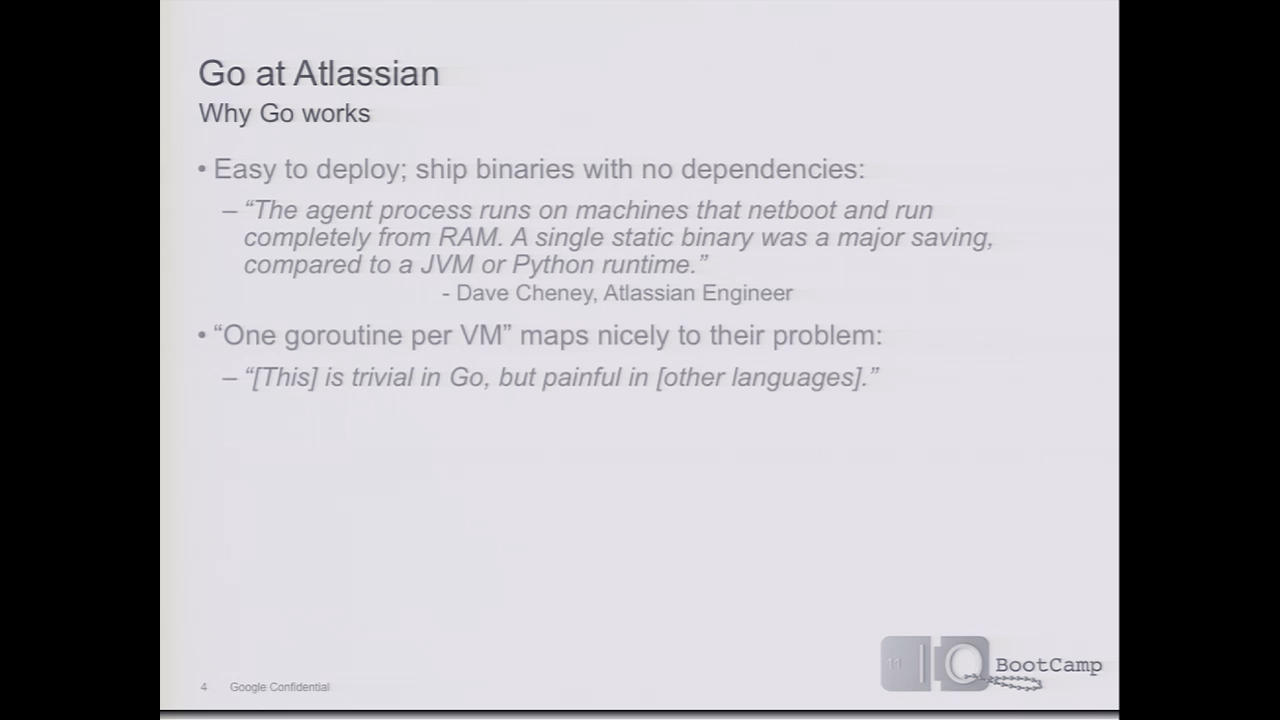 Go at Atlassian
Why Go works
• Easy to deploy; ship binaries with no dependencies:
– “The agent process runs on machines that netboot and run
completely from RAM. A single static binary was a major saving,
compared to a JVM or Python runtime.”
- Dave Cheney, Atlassian Engineer
• “One goroutine per VM” maps nicely to their problem:
– “[This] is trivial in Go, but painful in [other languages].”
11 IO BootCamp
4 Google Confidential